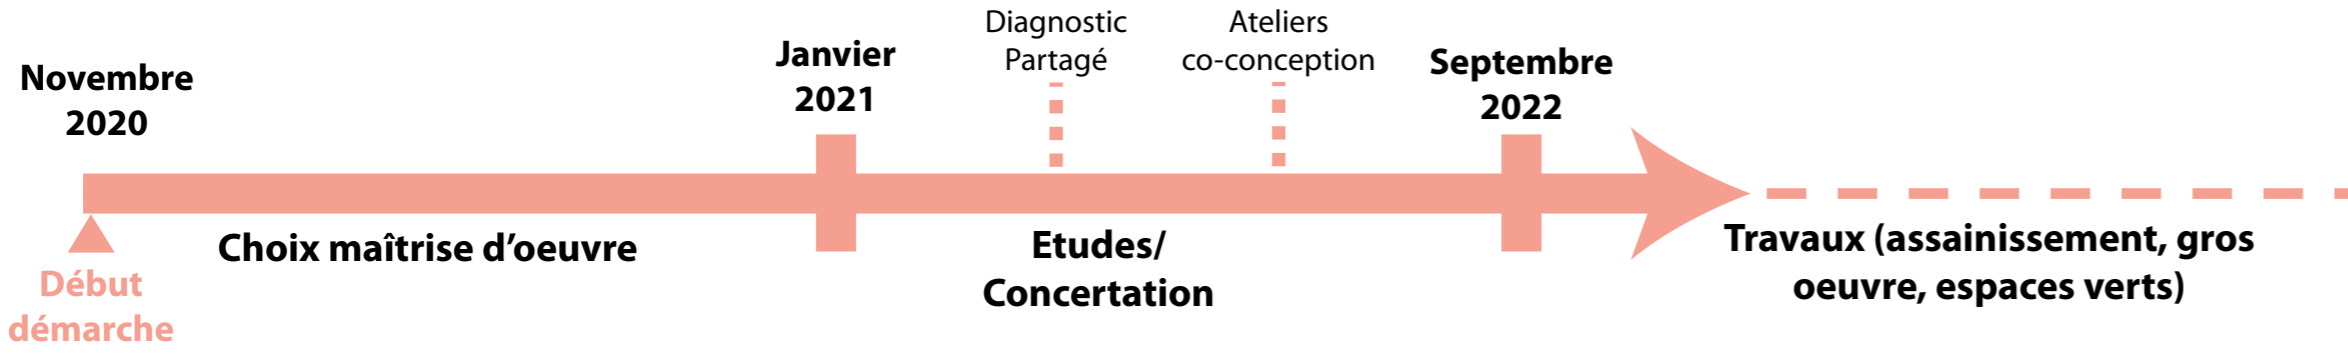 Novembre
2020
Début
démarche
Choix maîtrise d’oeuvre
Janvier
2021
Diagnostic
Partagé
Ateliers
co-conception
Etudes/
Concertation
Septembre
2022
Travaux (assainissement, gros
oeuvre, espaces verts)